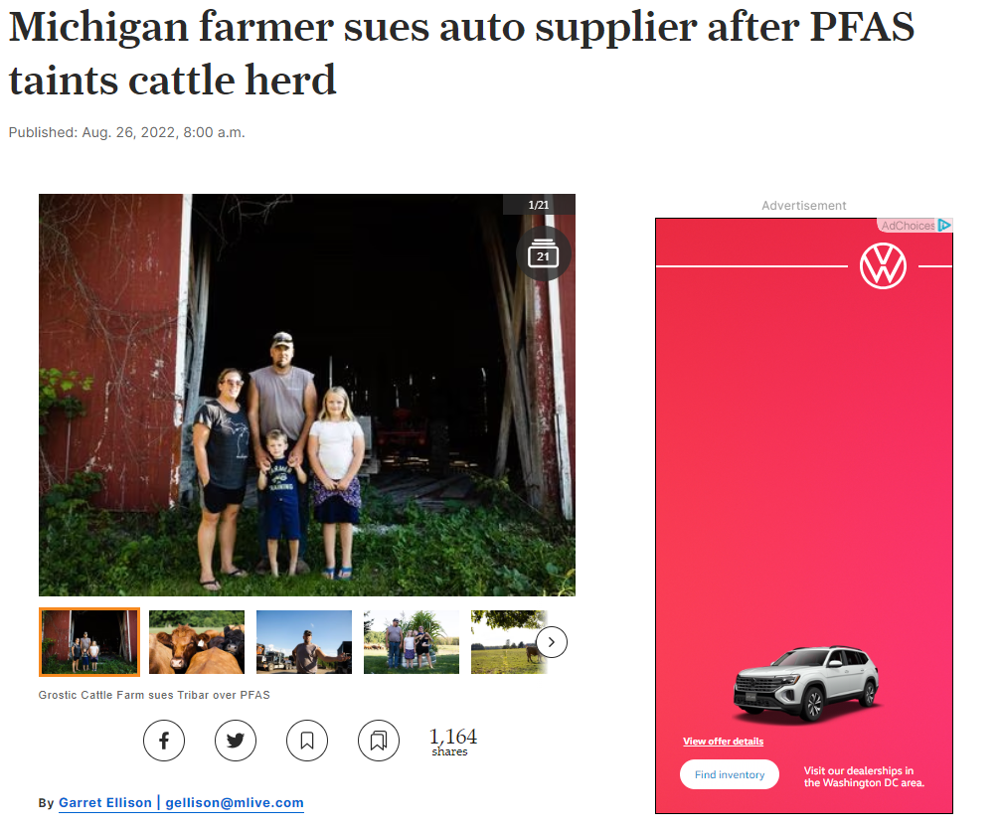 Michigan farmer sues auto supplier after PFAS
taints cattle herd
Published: Aug. 26, 2022, 8:00 a.m.
1/21
21
FARMER
TRAINING
Grostic Cattle Farm sues Tribar over PFAS
1,164
shares
By Garret Ellison | gellison@mlive.com
Advertisement
AdChoices
View offer details
Find inventory
Visit our dealerships in
the Washington DC area.